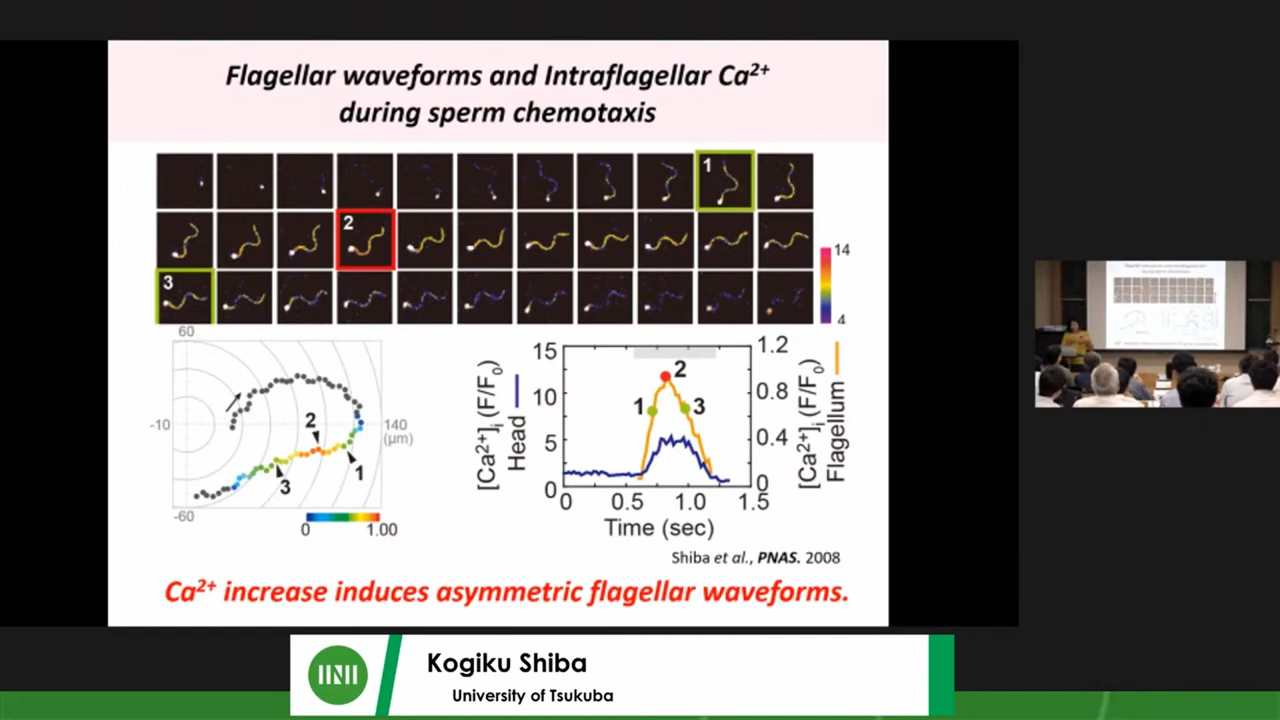 Flagellar waveforms and Intraflagellar Ca2+
during sperm chemotaxis
1
2
3
14
4
60
-10
140
(μm)
-60
2
1
3
0
1.00
[Ca2+]i (F/F0)
Head
15
10
5
0
1
2
3
1.2
0.8
0.4
0
[Ca2+]i (F/F0)
Flagellum
0
0.5
1.0
1.5
Time (sec)
Shiba et al., PNAS. 2008
Ca2+ increase induces asymmetric flagellar waveforms.
Kogiku Shiba
University of Tsukuba